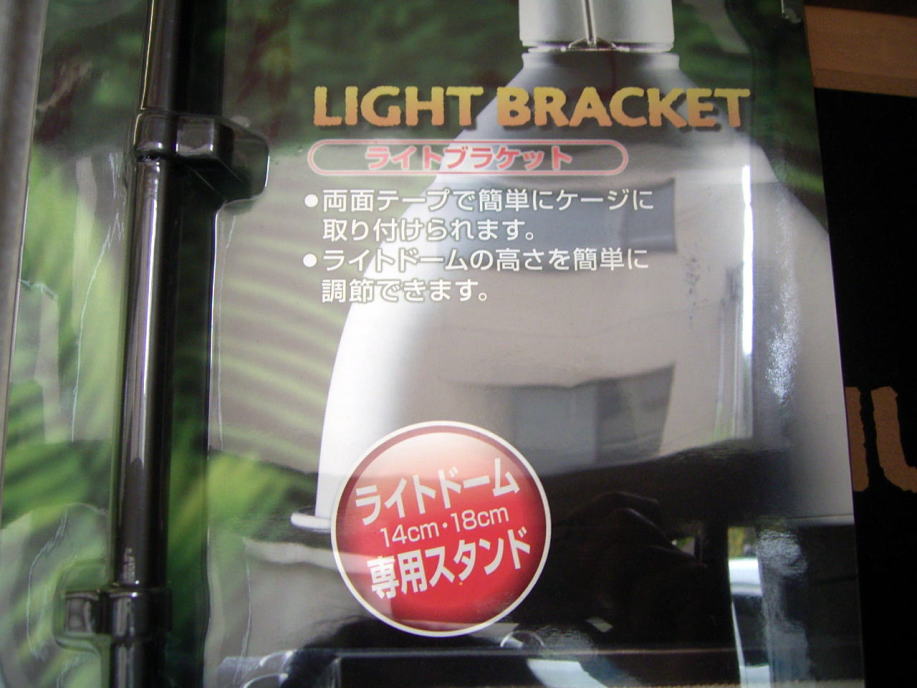 LIGHT BRACKET
ライトブラケット
●両面テープで簡単にケージに
取り付けられます。
●ライトドームの高さを簡単に
調節できます。
ライトドーム
14cm・18cm
専用スタンド